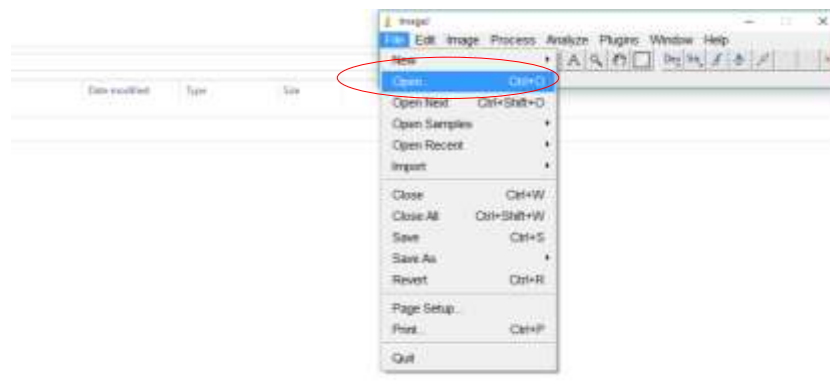 ImageJ
File Edit Image Process Analyze Plugins Window Help
New
Open... Ctrl+O
Date modified Type Size
Open Next Ctrl+Shift+O
Open Samples
Open Recent
Import
Close Ctrl+W
Close All Ctrl+Shift+W
Save Ctrl+S
Save As
Revert Ctrl+R
Page Setup...
Print... Ctrl+P
Quit